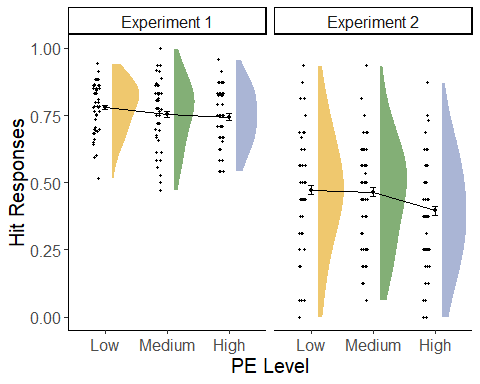 Experiment 1
Experiment 2
Hit Responses
1.00
0.75
0.50
0.25
0.00
Low
Medium
High
Low
Medium
High
PE Level